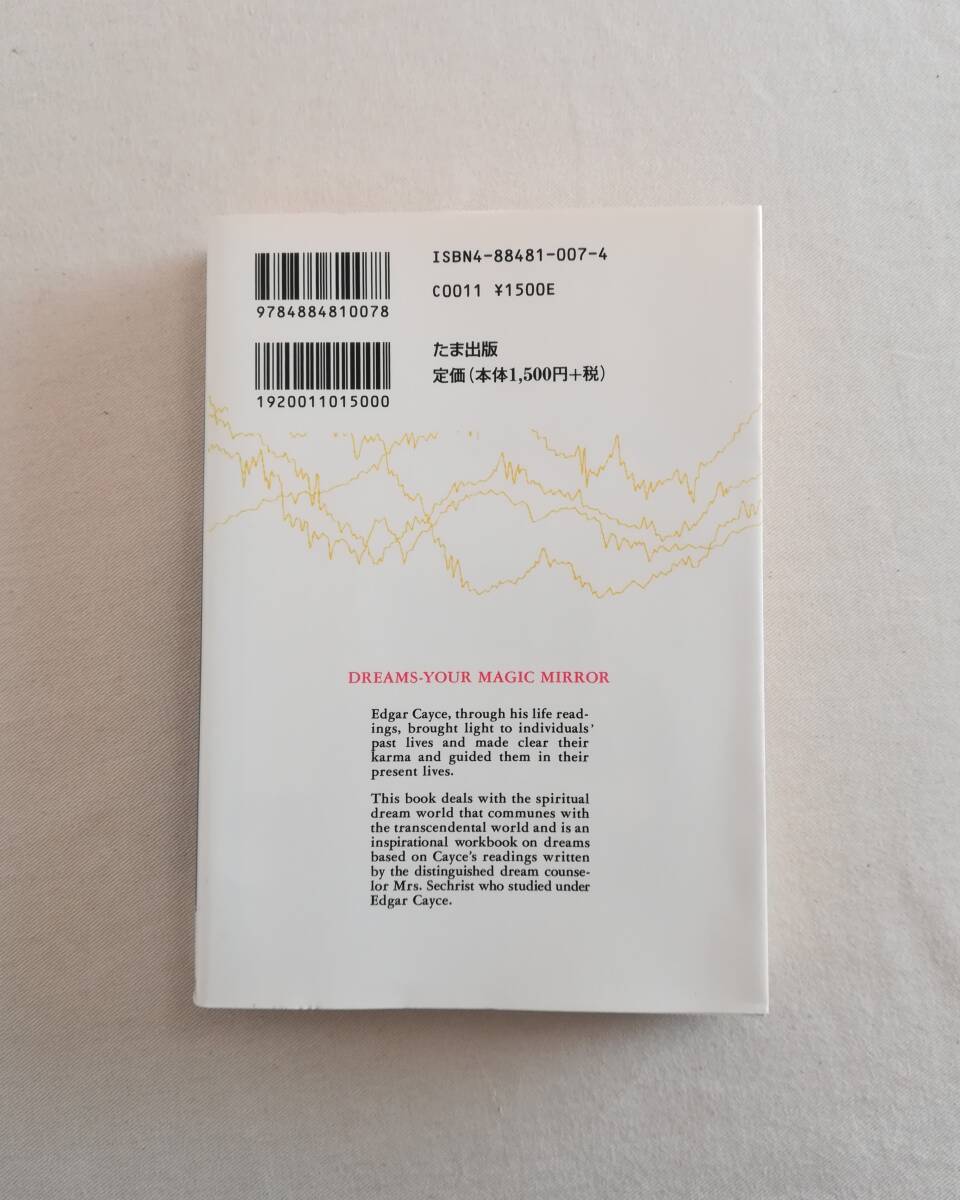 ISBN4-88481-007-4
C0011 ¥1500E
9784884810078
たま出版
定価(本体1,500円+税)
1920011015000
DREAMS-YOUR MAGIC MIRROR
Edgar Cayce, through his life read-
ings, brought light to individuals'
past lives and made clear their
karma and guided them in their
present lives.
This book deals with the spiritual
dream world that communes with
the transcendental world and is an
inspirational workbook on dreams
based on Cayce's readings written
by the distinguished dream counse-
lor Mrs. Sechrist who studied under
Edgar Cayce.